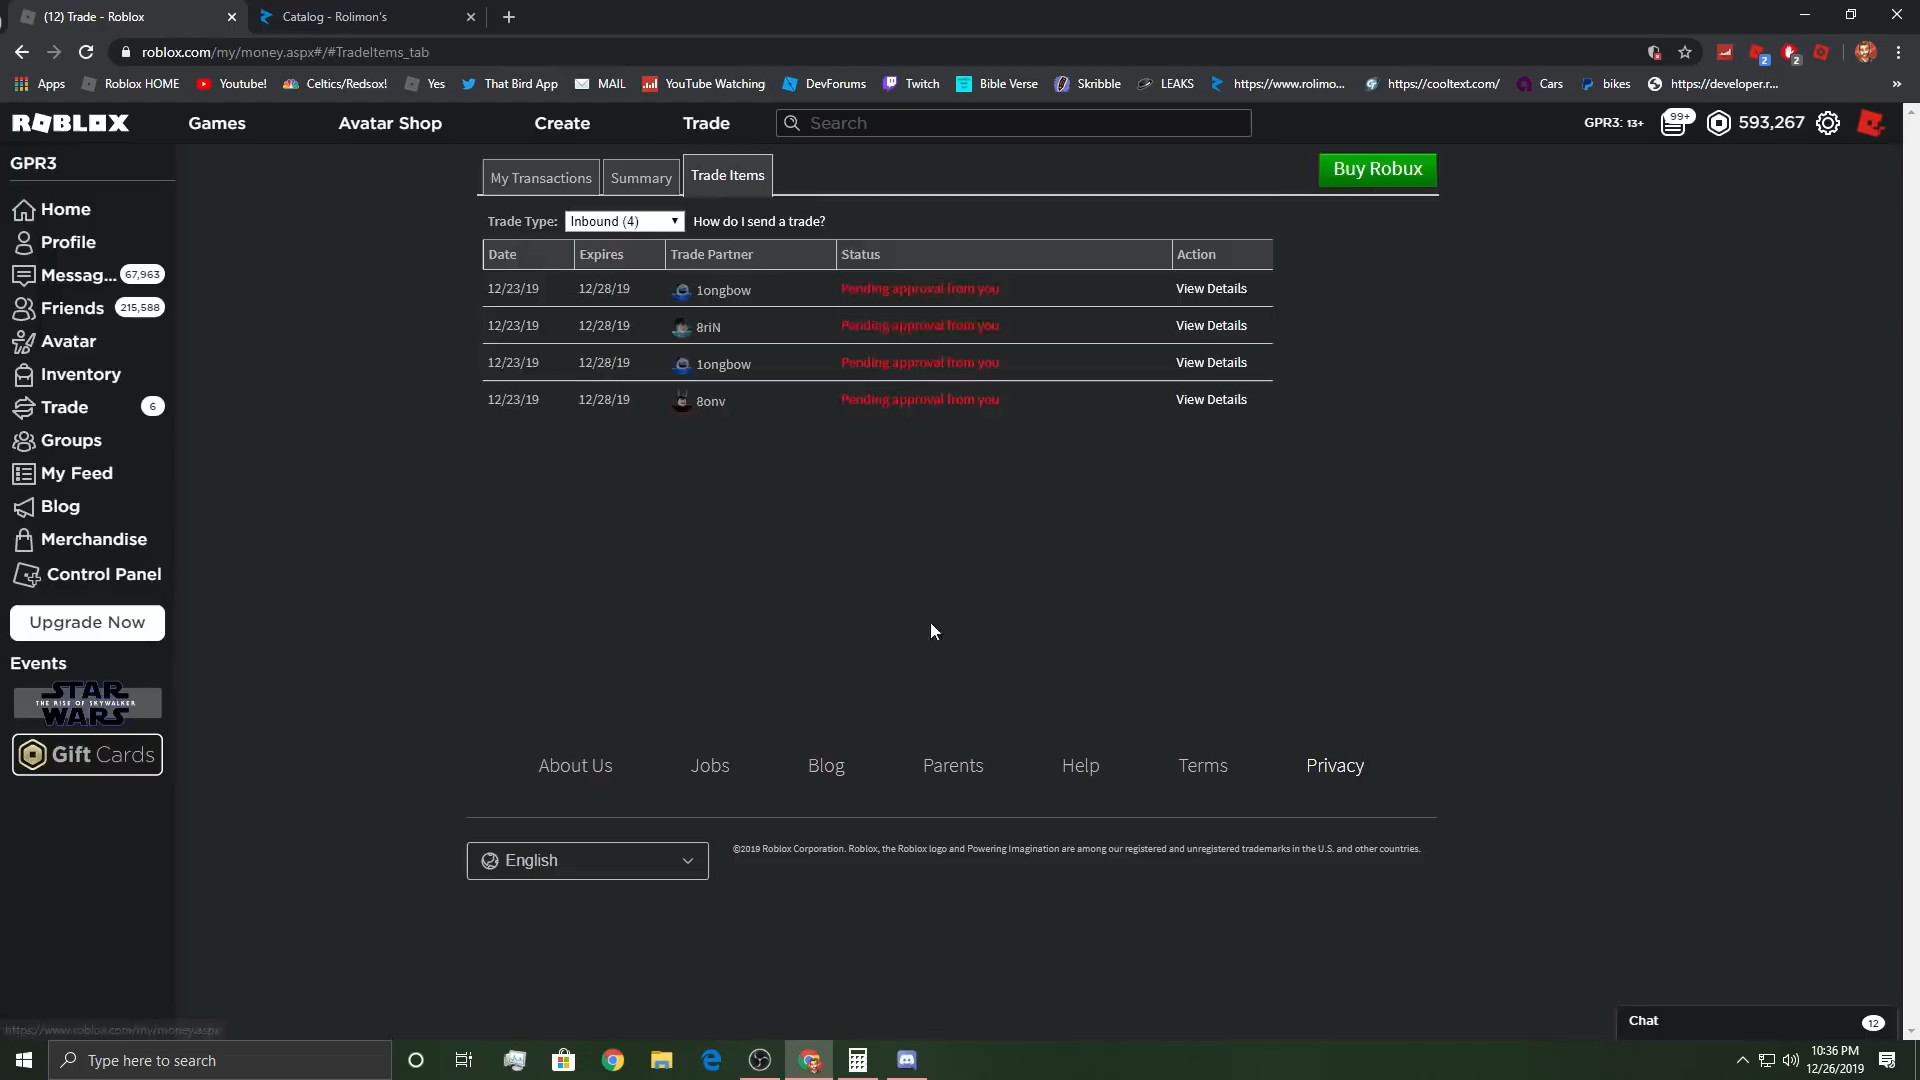 (12) Trade - Roblox
Catalog - Rolimon's
roblox.com/my/money.aspx#/#TradeItems_tab
Apps
Roblox HOME
Youtube!
Celtics/Redsox!
Yes
That Bird App
MAIL
YouTube Watching
DevForums
Twitch
Bible Verse
Skribble
LEAKS
https://www.rolimo...
https://cooltext.com/
Cars
bikes
https://developer.r...
2
2
ROBLOX
Games
Avatar Shop
Create
Trade
Search
GPR3: 13+
99+
593,267
GPR3
Home
Profile
Messag... 67,963
Friends 215,588
Avatar
Inventory
Trade 6
Groups
My Feed
Blog
Merchandise
Control Panel
Upgrade Now
Events
STAR
THE RISE OF SKYWALKER
WARS
Gift Cards
My Transactions
Summary
Trade Items
Buy Robux
Trade Type: Inbound (4) How do I send a trade?
Date Expires Trade Partner Status Action
12/23/19 12/28/19 1ongbow Pending approval from you View Details
12/23/19 12/28/19 8riN Pending approval from you View Details
12/23/19 12/28/19 1ongbow Pending approval from you View Details
12/23/19 12/28/19 8onv Pending approval from you View Details
About Us
Jobs
Blog
Parents
Help
Terms
Privacy
English
©2019 Roblox Corporation. Roblox, the Roblox logo and Powering Imagination are among our registered and unregistered trademarks in the U.S. and other countries.
https://www.roblox.com/my/money.aspx
Chat 12
Type here to search
10:36 PM
12/26/2019